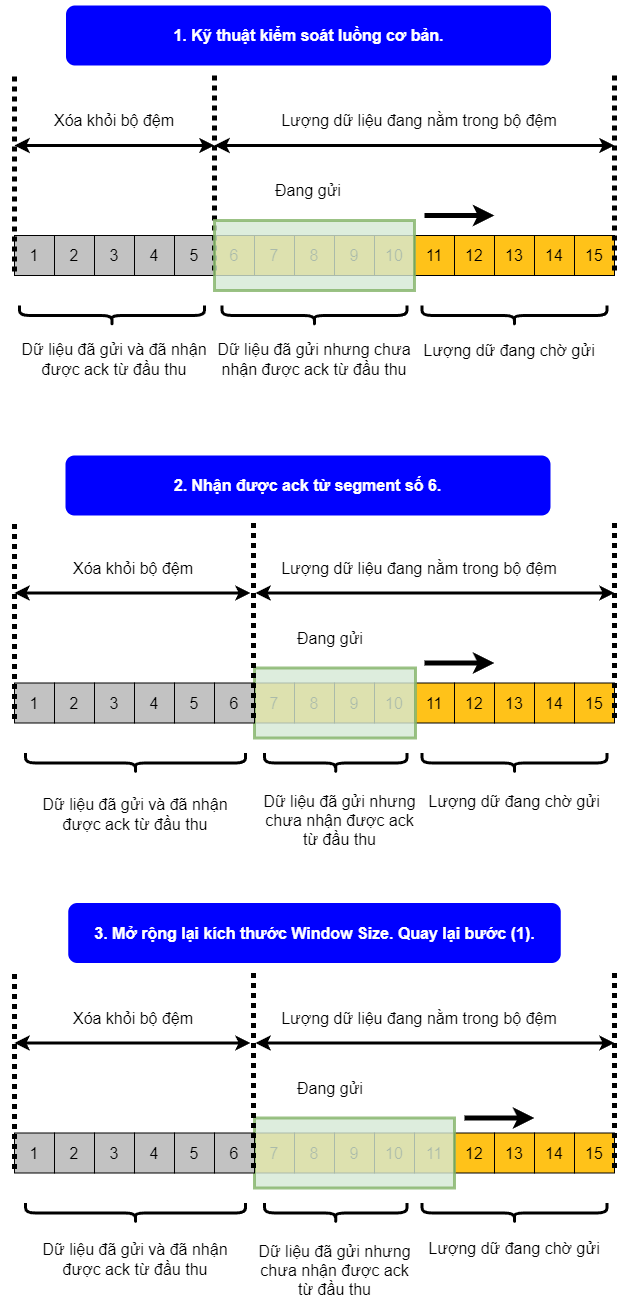 1. Kỹ thuật kiểm soát luồng cơ bản.
Xóa khỏi bộ đệm
Lượng dữ liệu đang nằm trong bộ đệm
Đang gửi
1 2 3 4 5 6 7 8 9 10 11 12 13 14 15
Dữ liệu đã gửi và đã nhận
được ack từ đầu thu
Dữ liệu đã gửi nhưng chưa
nhận được ack từ đầu thu
Lượng dữ đang chờ gửi
2. Nhận được ack từ segment số 6.
Xóa khỏi bộ đệm
Lượng dữ liệu đang nằm trong bộ đệm
Đang gửi
1 2 3 4 5 6 7 8 9 10 11 12 13 14 15
Dữ liệu đã gửi và đã nhận
được ack từ đầu thu
Dữ liệu đã gửi nhưng
chưa nhận được ack
từ đầu thu
Lượng dữ đang chờ gửi
3. Mở rộng lại kích thước Window Size. Quay lại bước (1).
Xóa khỏi bộ đệm
Lượng dữ liệu đang nằm trong bộ đệm
Đang gửi
1 2 3 4 5 6 7 8 9 10 11 12 13 14 15
Dữ liệu đã gửi và đã nhận
được ack từ đầu thu
Dữ liệu đã gửi nhưng
chưa nhận được ack
từ đầu thu
Lượng dữ đang chờ gửi